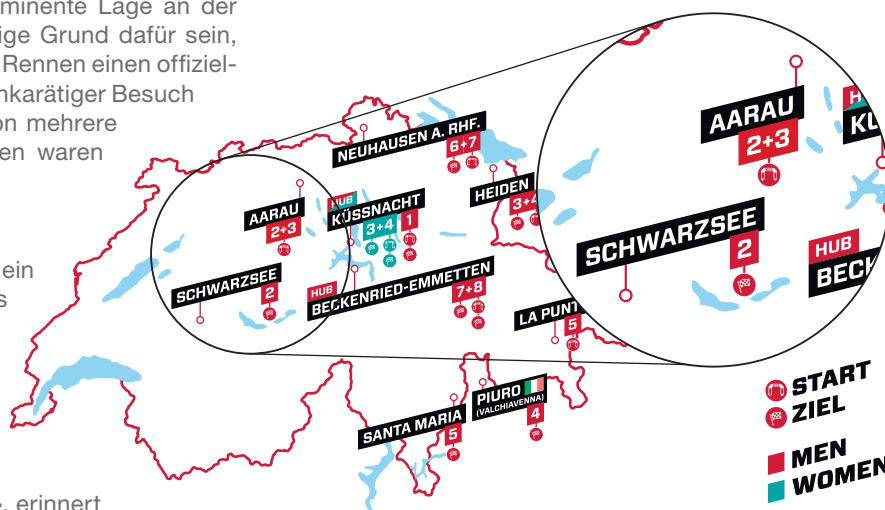 minente Lage an der
ige Grund dafür sein,
Rennen einen offiziel-
nkarätiger Besuch
on mehrere
en waren
ein
s
erinnert
NEUHAUSEN A. RHF.
6+7
HEIDEN
3+4
AARAU
2+3
HUB
KÜSSNACHT
3+4
1
SCHWARZSEE
2
HUB
BECKENRIED-EMMETTEN
7+8
LA PUNT
5
PIURO
(VALCHIAVENNA)
4
SANTA MARIA
5
AARAU
2+3
H
KÜ
SCHWARZSEE
2
HUB
BECK
START
ZIEL
MEN
WOMEN